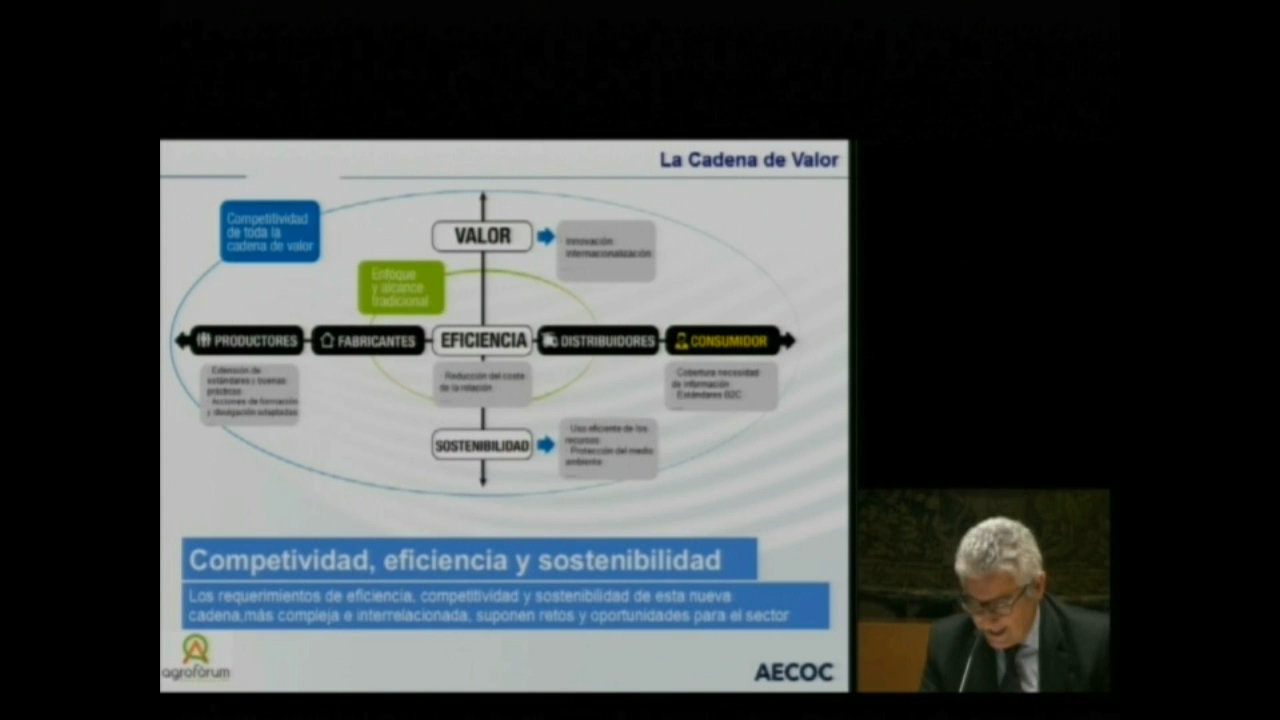 La Cadena de Valor
Competitividad
de toda la
cadena de valor
VALOR
Innovación
internacionalización
Enfoque
y alcance
tradicional
PRODUCTORES
FABRICANTES
EFICIENCIA
DISTRIBUIDORES
CONSUMIDOR
Extensión de
estándares y buenas
prácticas
Acciones de formación
y divulgación adaptadas
Reducción del coste
de la relación
Cobertura necesidad
de información
Estándares B2C
SOSTENIBILIDAD
Uso eficiente de los
recursos
Protección del medio
ambiente
Competividad, eficiencia y sostenibilidad
Los requerimientos de eficiencia, competitividad y sostenibilidad de esta nueva
cadena,más compleja e interrelacionada, suponen retos y oportunidades para el sector
agrofòrum
AECOC